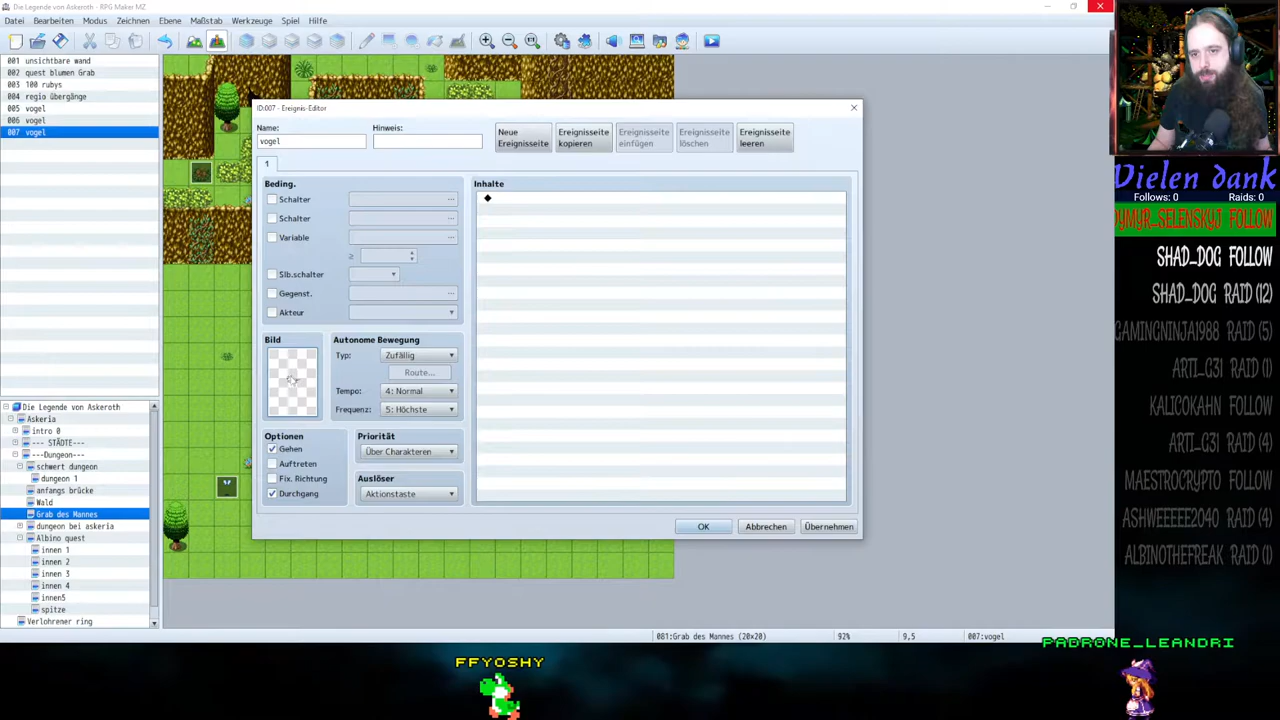 Die Legende von Askeroth - RPG Maker MZ
Datei Bearbeiten Modus Zeichnen Ebene Maßstab Werkzeuge Spiel Hilfe
001 unsichtbare wand
002 quest blumen Grab
003 100 rubys
004 regio übergänge
005 vogel
006 vogel
007 vogel
ID:007 - Ereignis-Editor
Name:
Hinweis:
vogel
Neue Ereignisseite
Ereignisseite kopieren
Ereignisseite einfügen
Ereignisseite löschen
Ereignisseite leeren
1
Beding.
Schalter
Schalter
Variable
≥
Slb.schalter
Gegenst.
Akteur
Bild
Autonome Bewegung
Typ: Zufällig
Route...
Tempo: 4: Normal
Frequenz: 5: Höchste
Optionen
Gehen
Auftreten
Fix. Richtung
Durchgang
Priorität
Über Charakteren
Auslöser
Aktionstaste
Inhalte
OK
Abbrechen
Übernehmen
Die Legende von Askeroth
Askeria
intro 0
--- STÄDTE---
---Dungeon---
schwert dungeon
dungeon 1
anfangs brücke
Wald
Grab des Mannes
dungeon bei askeria
Albino quest
innen 1
innen 2
innen 3
innen 4
innen5
spitze
Verlohrener ring
081:Grab des Mannes (20x20)
92%
9,5
007:vogel
Vielen dank
Follows: 0 Raids: 0
DYMYR_SELENSKYJ FOLLOW
SHAD_DOG FOLLOW
SHAD_DOG RAID (12)
GAMINGNINJA1988 RAID (5)
ARTI_G31 RAID (1)
KALICOKAHN FOLLOW
ARTI_G31 RAID (4)
MAESTROCRYPTO FOLLOW
ASHWEEEEE2040 RAID (4)
ALBINOTHEFREAK RAID (1)
PADRONE_LEANDRI
FFYOSHY